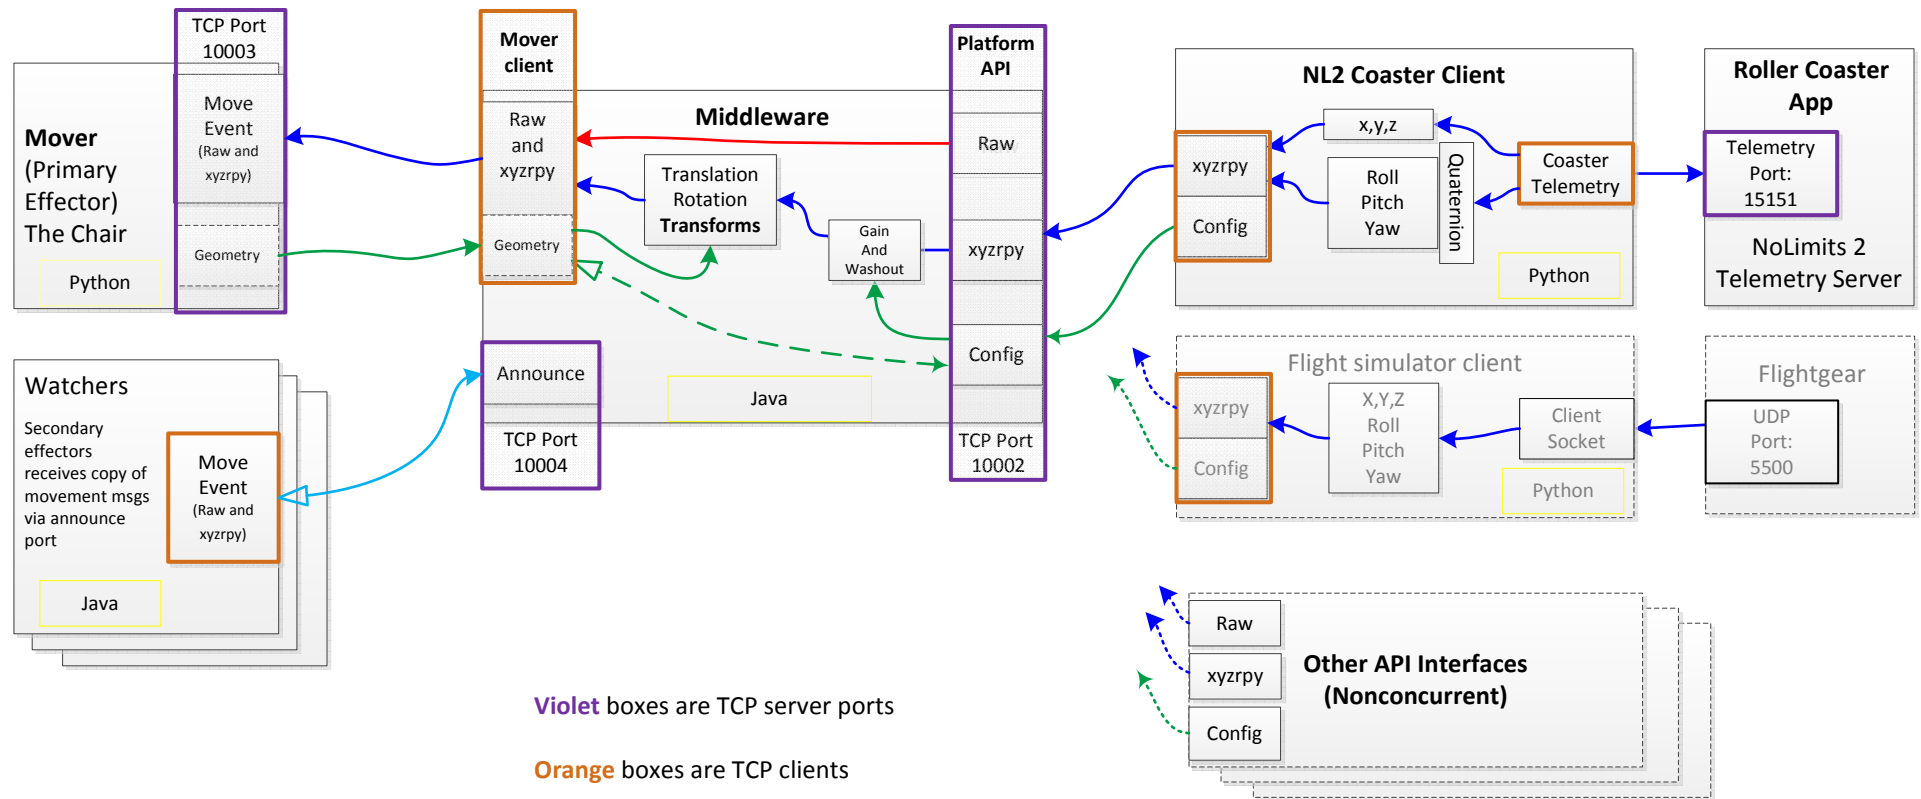 TCP Port
10003
Mover
(Primary
Effector)
The Chair
Python
Move
Event
(Raw and
xyzrpy)
Geometry
Mover
client
Raw
and
xyzrpy
Geometry
Middleware
Translation
Rotation
Transforms
Gain
And
Washout
Java
Platform
API
Raw
xyzrpy
Config
TCP Port
10002
Announce
TCP Port
10004
NL2 Coaster Client
xyzrpy
Config
x,y,z
Roll
Pitch
Yaw
Quaternion
Coaster
Telemetry
Python
Roller Coaster
App
Telemetry
Port:
15151
NoLimits 2
Telemetry Server
Watchers
Secondary
effectors
receives copy of
movement msgs
via announce
port
Move
Event
(Raw and
xyzrpy)
Java
Flight simulator client
xyzrpy
Config
X,Y,Z
Roll
Pitch
Yaw
Client
Socket
Python
Flightgear
UDP
Port:
5500
Raw
xyzrpy
Config
Other API Interfaces
(Nonconcurrent)
Violet boxes are TCP server ports
Orange boxes are TCP clients